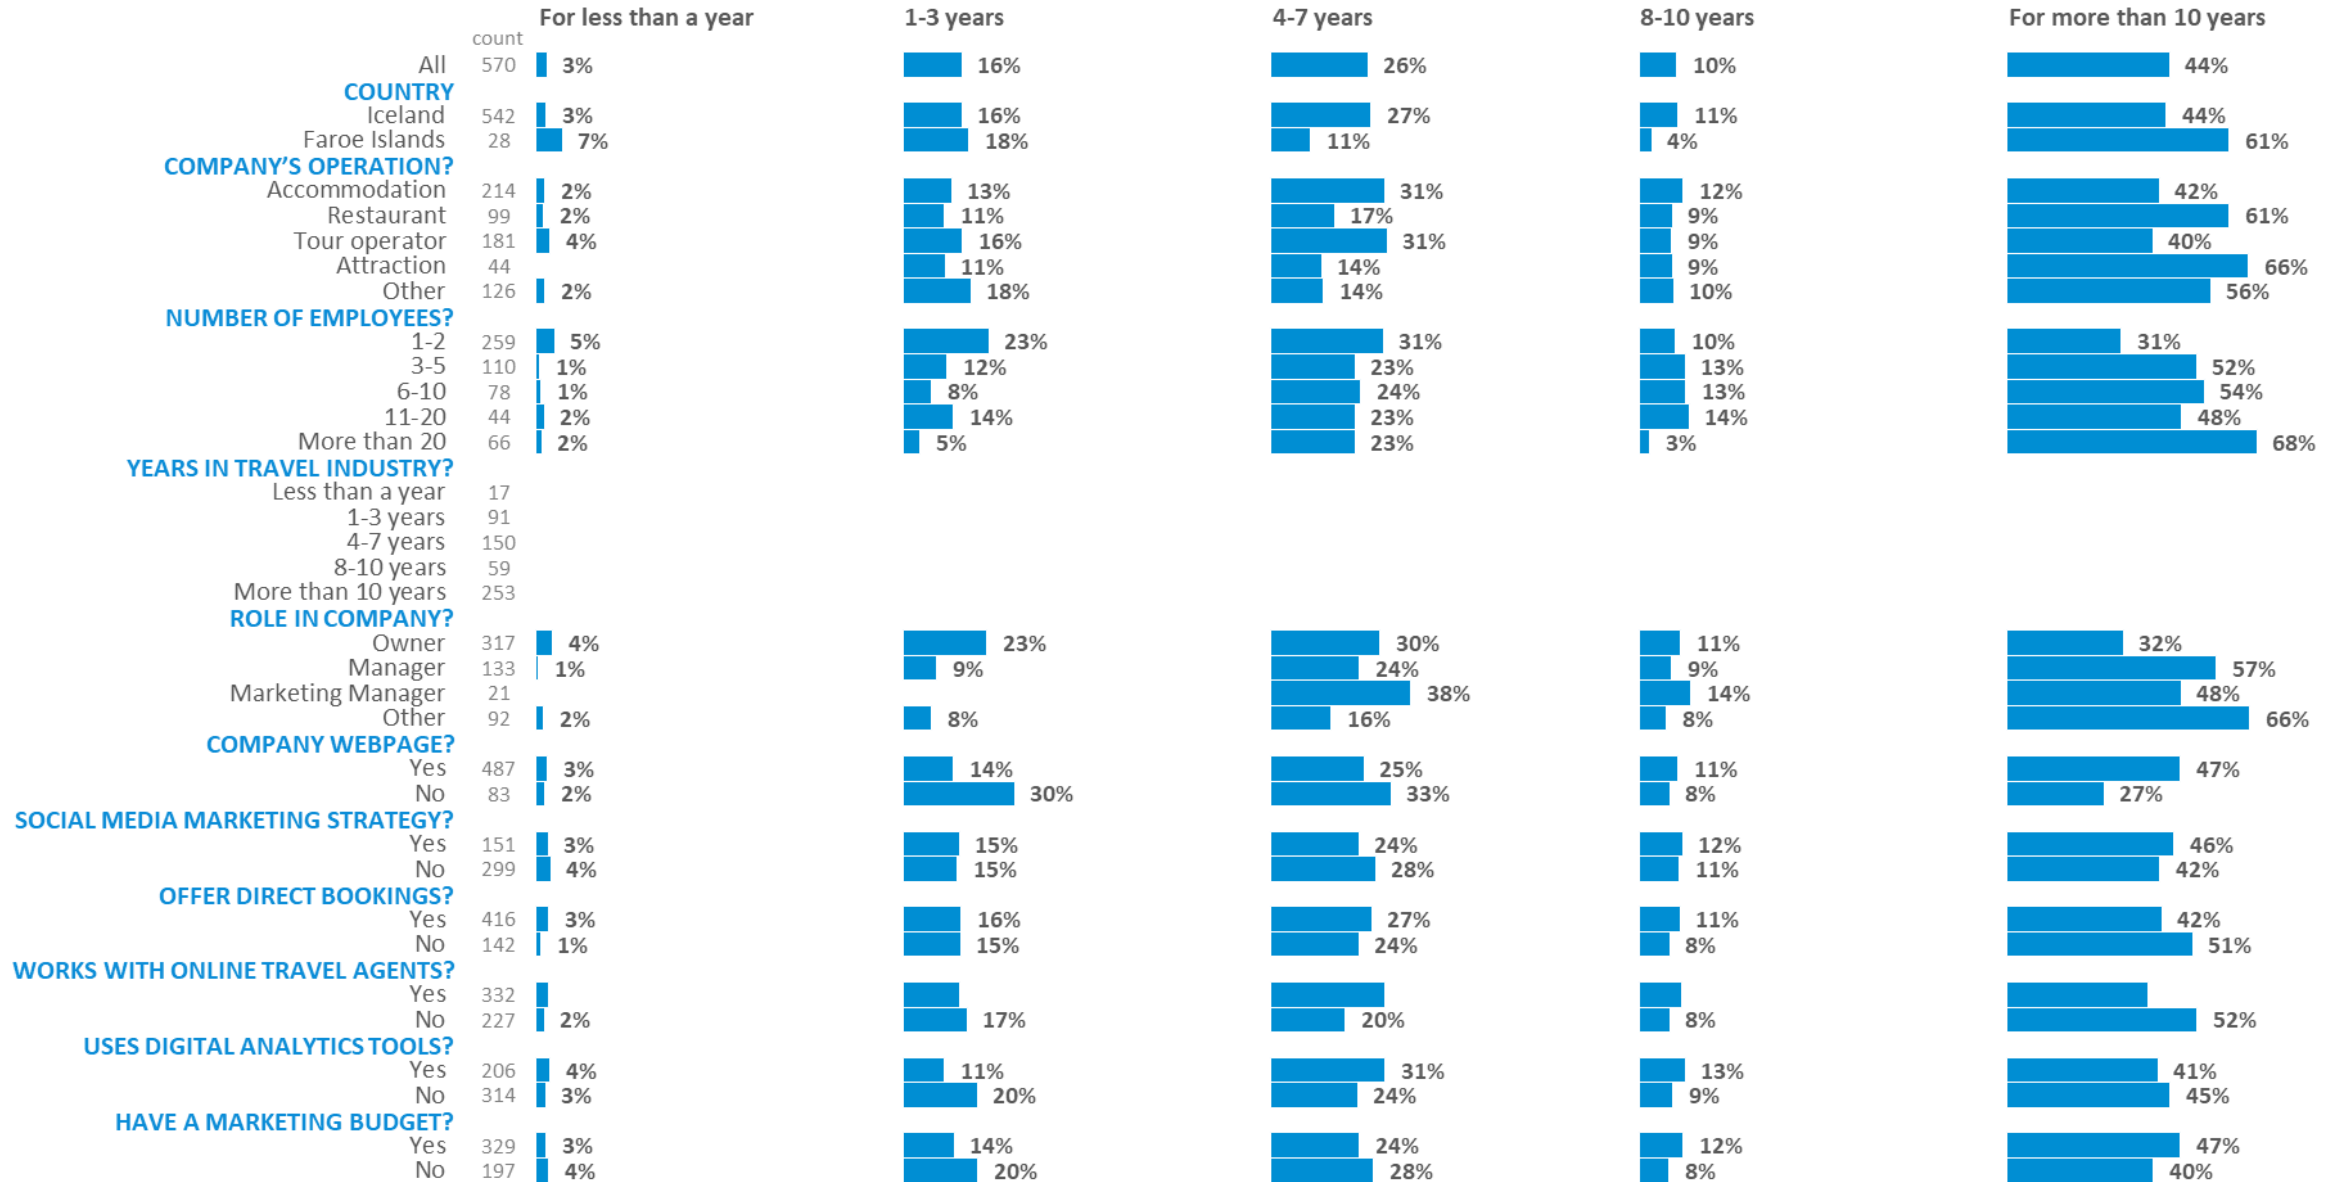 For less than a year 1-3 years 4-7 years 8-10 years For more than 10 years
count
All 570 3% 16% 26% 10% 44%
COUNTRY
Iceland 542 3% 16% 27% 11% 44%
Faroe Islands 28 7% 18% 11% 4% 61%
COMPANY'S OPERATION?
Accommodation 214 2% 13% 31% 12% 42%
Restaurant 99 2% 11% 17% 9% 61%
Tour operator 181 4% 16% 31% 9% 40%
Attraction 44 11% 14% 9% 66%
Other 126 2% 18% 14% 10% 56%
NUMBER OF EMPLOYEES?
1-2 259 5% 23% 31% 10% 31%
3-5 110 1% 12% 23% 13% 52%
6-10 78 1% 8% 24% 13% 54%
11-20 44 2% 14% 23% 14% 48%
More than 20 66 2% 5% 23% 3% 68%
YEARS IN TRAVEL INDUSTRY?
Less than a year 17
1-3 years 91
4-7 years 150
8-10 years 59
More than 10 years 253
ROLE IN COMPANY?
Owner 317 4% 23% 30% 11% 32%
Manager 133 1% 9% 24% 9% 57%
Marketing Manager 21 38% 14% 48%
Other 92 2% 8% 16% 8% 66%
COMPANY WEBPAGE?
Yes 487 3% 14% 25% 11% 47%
No 83 2% 30% 33% 8% 27%
SOCIAL MEDIA MARKETING STRATEGY?
Yes 151 3% 15% 24% 12% 46%
No 299 4% 15% 28% 11% 42%
OFFER DIRECT BOOKINGS?
Yes 416 3% 16% 27% 11% 42%
No 142 1% 15% 24% 8% 51%
WORKS WITH ONLINE TRAVEL AGENTS?
Yes 332
No 227 2% 17% 20% 8% 52%
USES DIGITAL ANALYTICS TOOLS?
Yes 206 4% 11% 31% 13% 41%
No 314 3% 20% 24% 9% 45%
HAVE A MARKETING BUDGET?
Yes 329 3% 14% 24% 12% 47%
No 197 4% 20% 28% 8% 40%